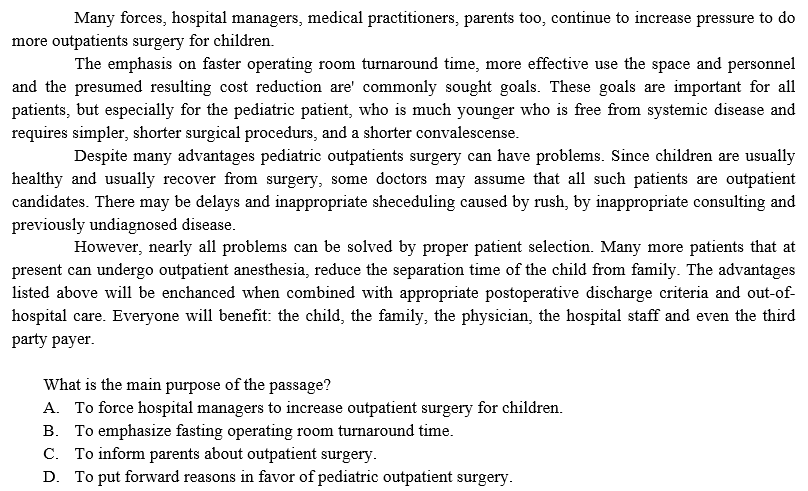 Many forces, hospital managers, medical practitioners, parents too, continue to increase pressure to do
more outpatients surgery for children.
The emphasis on faster operating room turnaround time, more effective use the space and personnel
and the presumed resulting cost reduction are' commonly sought goals. These goals are important for all
patients, but especially for the pediatric patient, who is much younger who is free from systemic disease and
requires simpler, shorter surgical procedurs, and a shorter convalescense.
Despite many advantages pediatric outpatients surgery can have problems. Since children are usually
healthy and usually recover from surgery, some doctors may assume that all such patients are outpatient
candidates. There may be delays and inappropriate sheceduling caused by rush, by inappropriate consulting and
previously undiagnosed disease.
However, nearly all problems can be solved by proper patient selection. Many more patients that at
present can undergo outpatient anesthesia, reduce the separation time of the child from family. The advantages
listed above will be enchanced when combined with appropriate postoperative discharge criteria and out-of-
hospital care. Everyone will benefit: the child, the family, the physician, the hospital staff and even the third
party payer.
What is the main purpose of the passage?
A. To force hospital managers to increase outpatient surgery for children.
B. To emphasize fasting operating room turnaround time.
C. To inform parents about outpatient surgery.
D. To put forward reasons in favor of pediatric outpatient surgery.